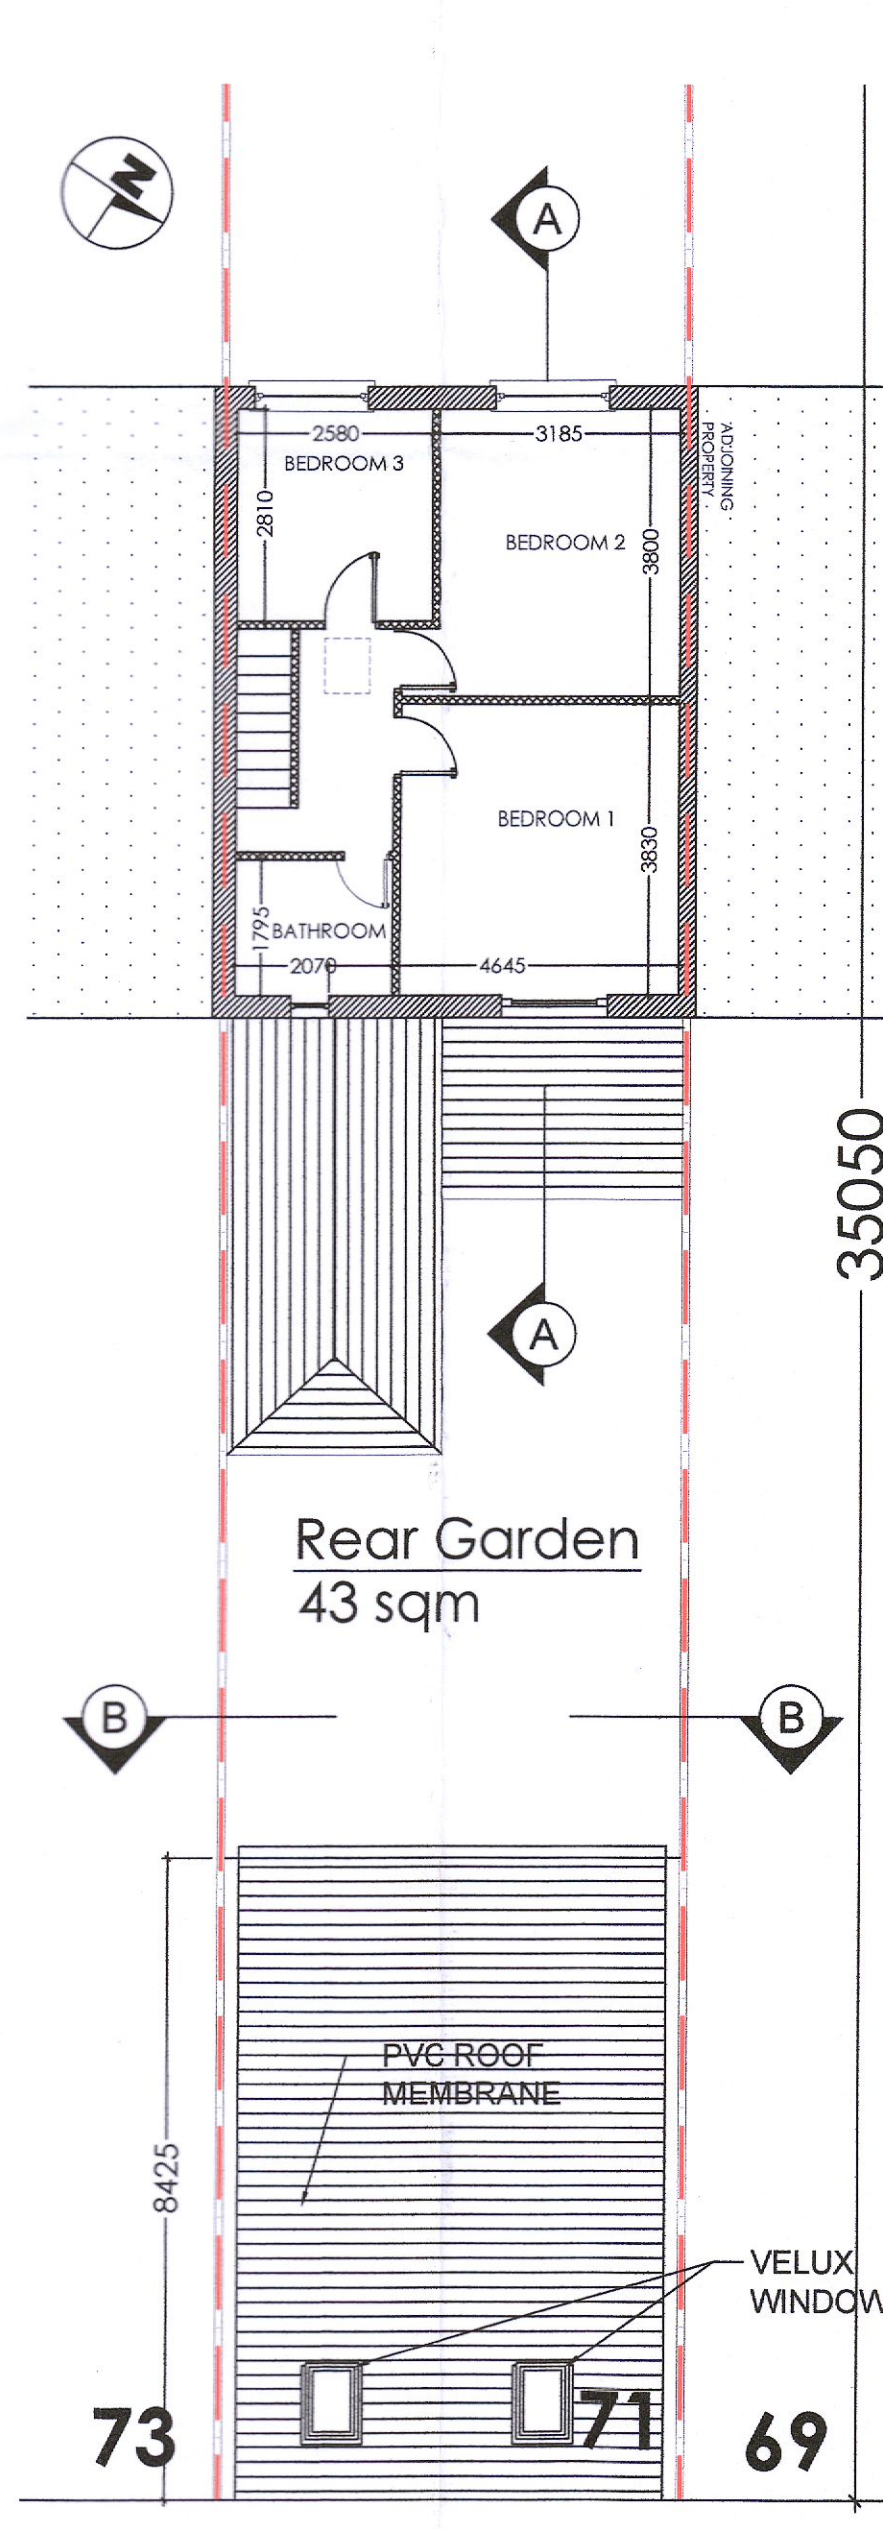 N
A
2580
3185
BEDROOM 3
ADJOINING
PROPERTY
2810
BEDROOM 2
3800
BEDROOM 1
3830
1795
BATHROOM
2070
4645
35050
A
Rear Garden
43 sqm
B
B
PVC ROOF
MEMBRANE
8425
VELUX
WINDOW
73
71
69